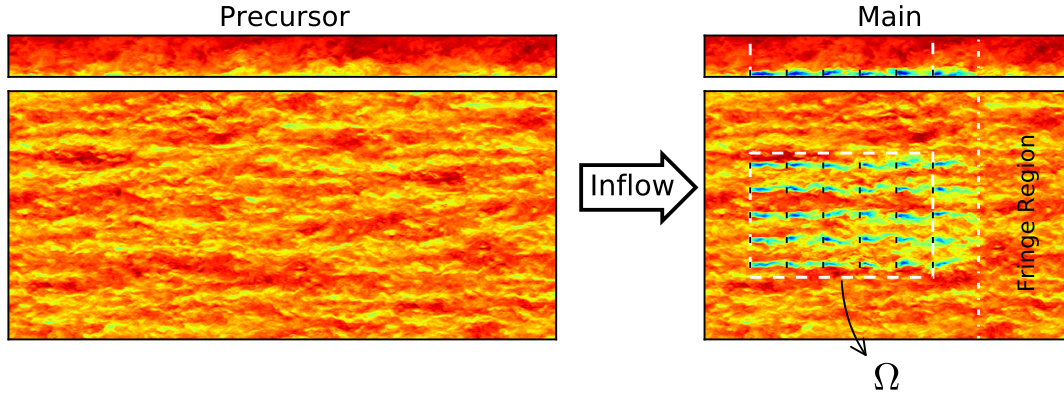 Precursor
Main
Inflow
Fringe Region
Ω